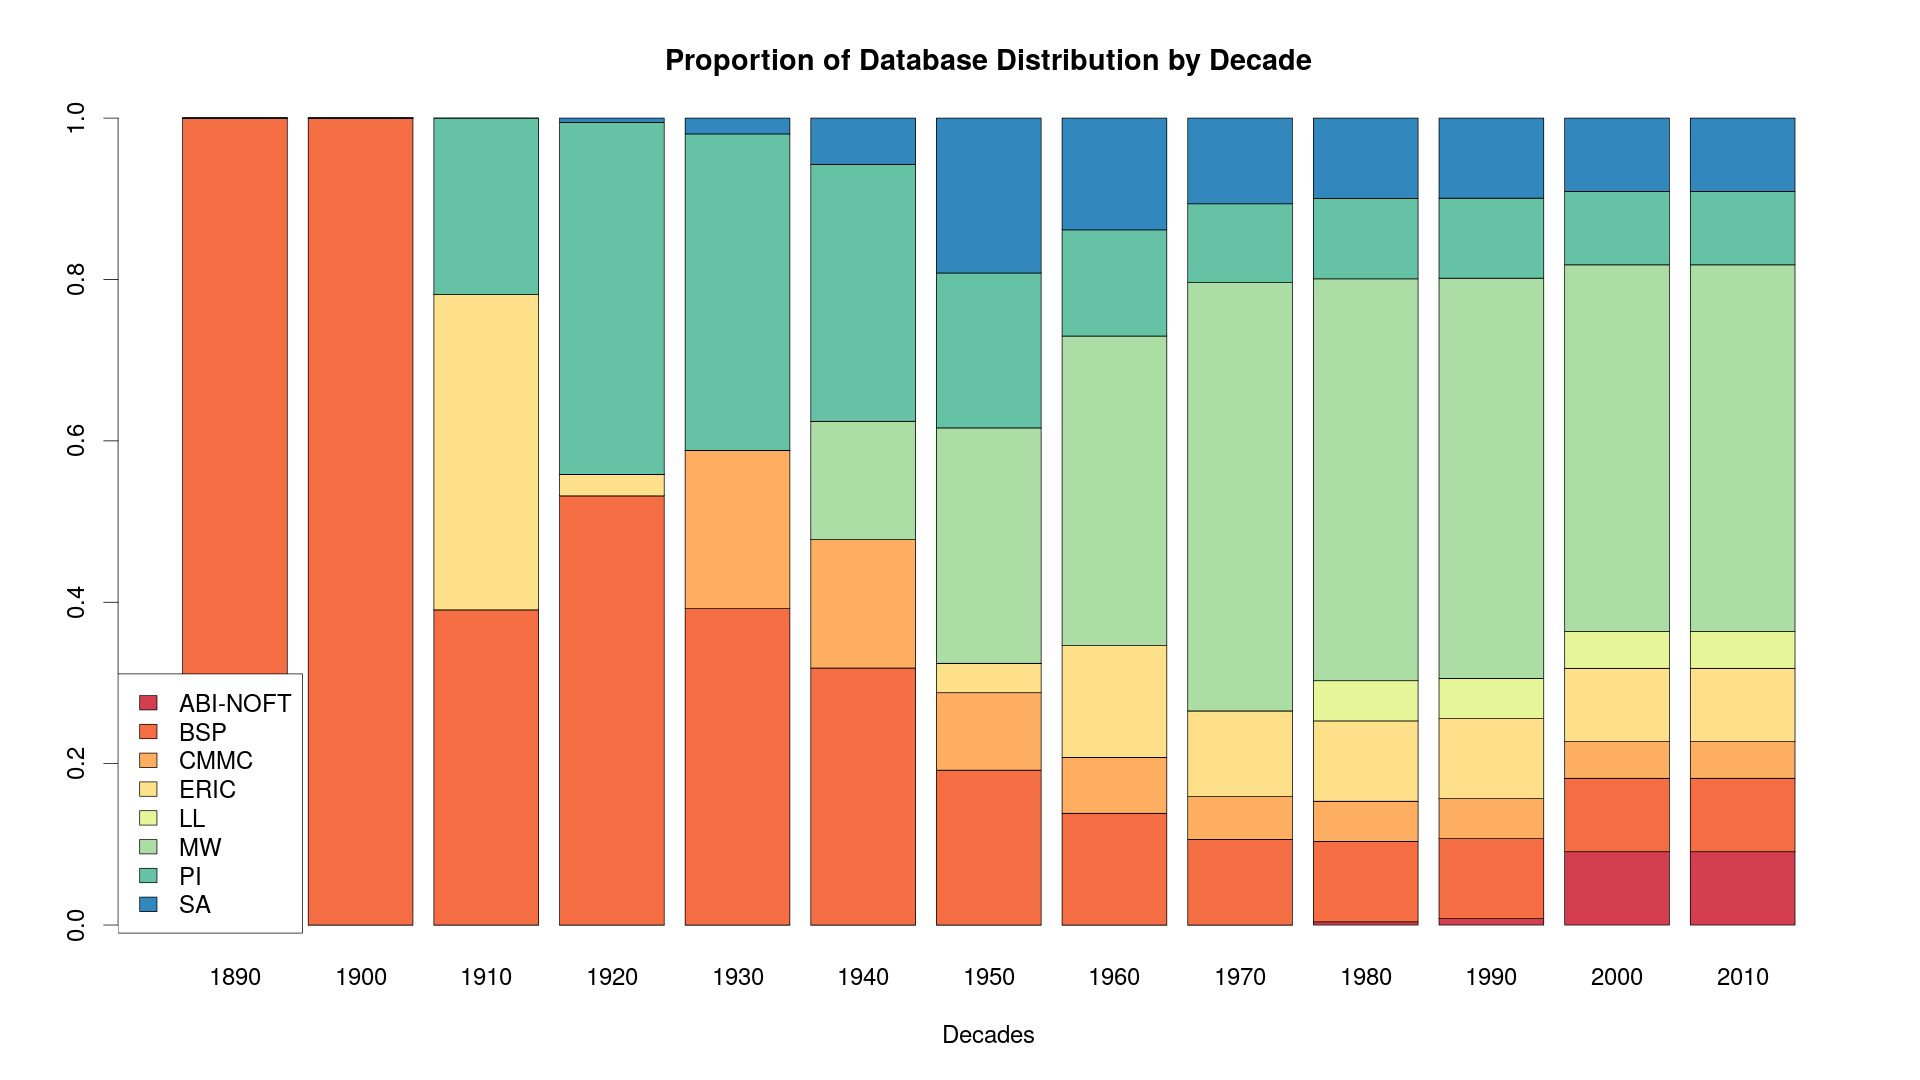 Proportion of Database Distribution by Decade
1.0
0.8
0.6
0.4
0.2
0.0
ABI-NOFT
BSP
CMMC
ERIC
LL
MW
PI
SA
1890 1900 1910 1920 1930 1940 1950 1960 1970 1980 1990 2000 2010
Decades